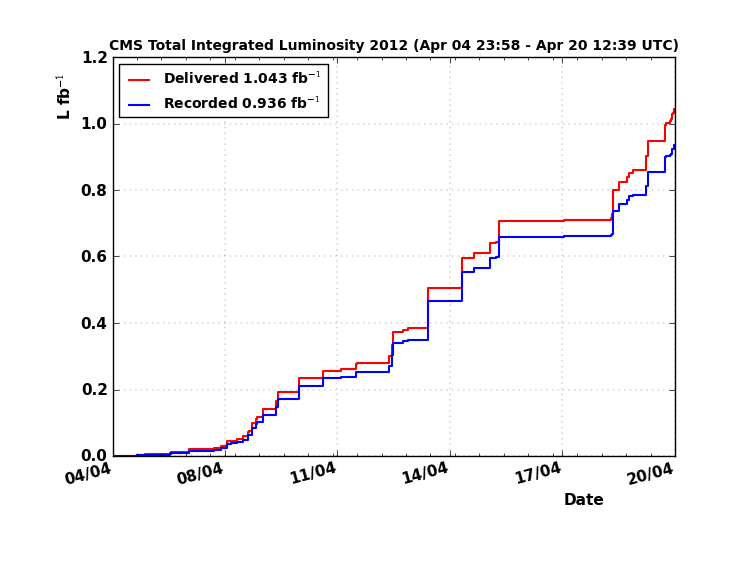 CMS Total Integrated Luminosity 2012 (Apr 04 23:58 - Apr 20 12:39 UTC)
Delivered 1.043 fb⁻¹
Recorded 0.936 fb⁻¹
L fb⁻¹
1.2
1.0
0.8
0.6
0.4
0.2
0.0
04/04 08/04 11/04 14/04 17/04 20/04
Date